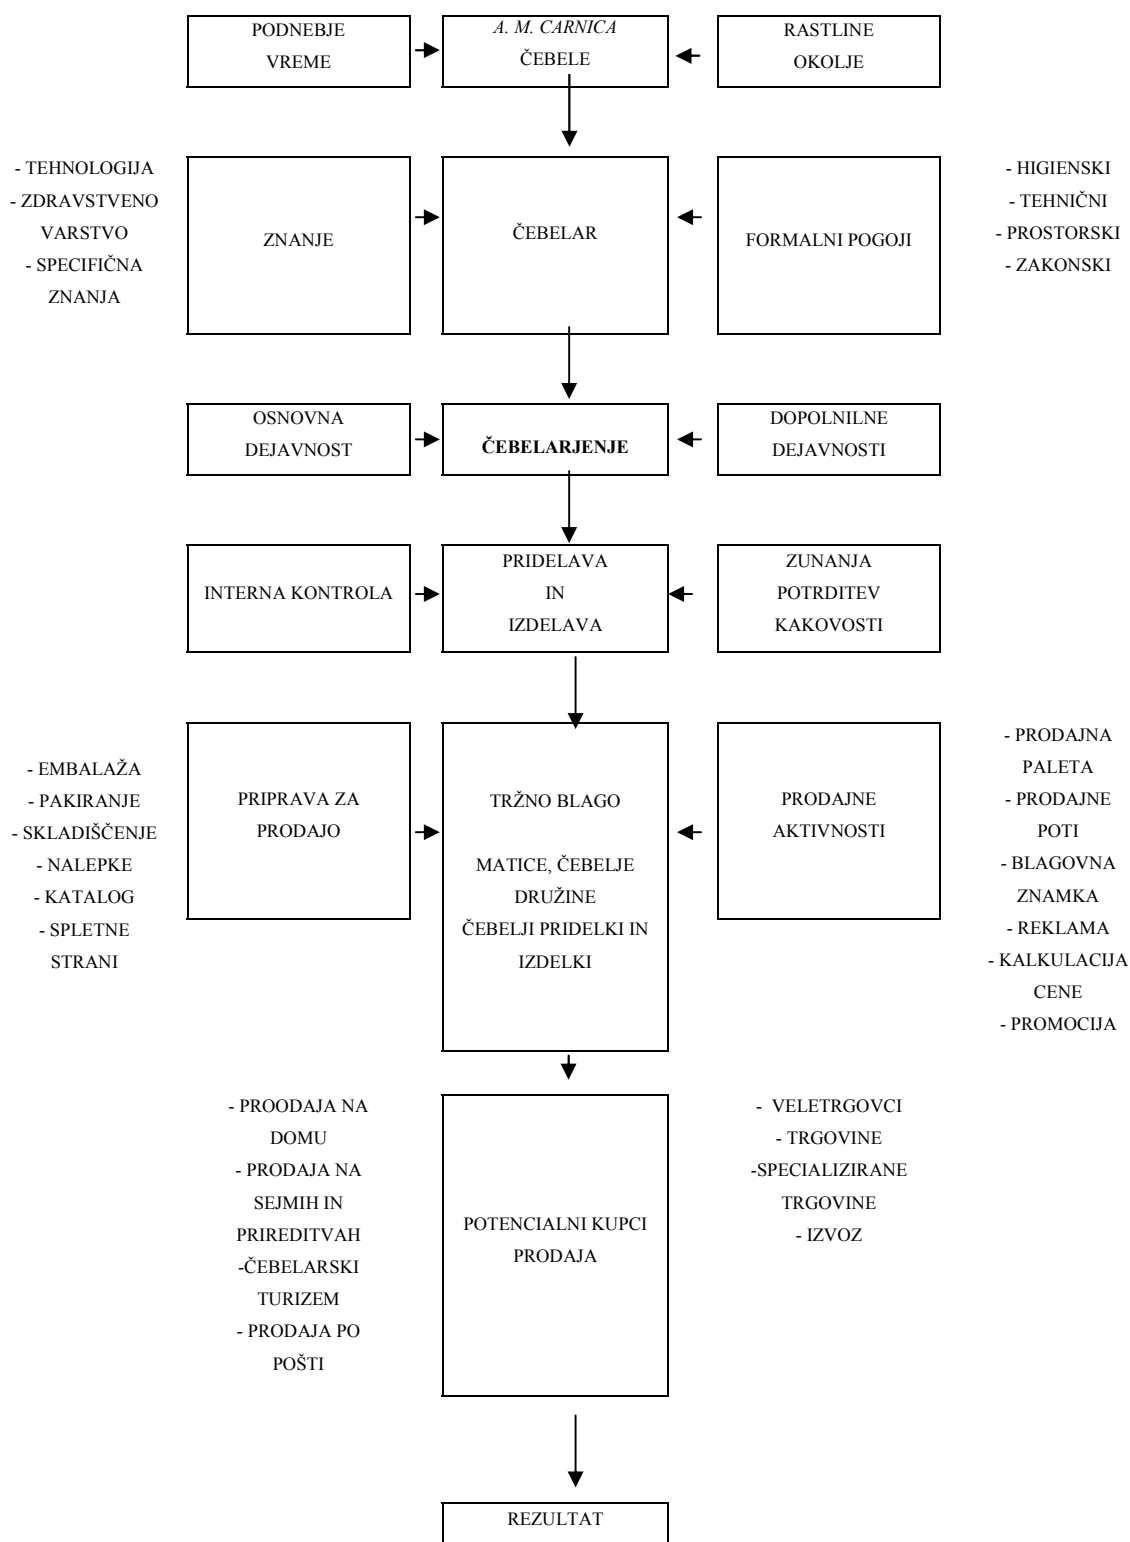 PODNEBJE
VREME
A. M. CARNICA
ČEBELE
RASTLINE
OKOLJE
- TEHNOLOGIJA
- ZDRAVSTVENO
VARSTVO
- SPECIFIČNA
ZNANJA
ZNANJE
ČEBELAR
FORMALNI POGOJI
- HIGIENSKI
- TEHNIČNI
- PROSTORSKI
- ZAKONSKI
OSNOVNA
DEJAVNOST
ČEBELARJENJE
DOPOLNILNE
DEJAVNOSTI
INTERNA KONTROLA
PRIDELAVA
IN
IZDELAVA
ZUNANJA
POTRDITEV
KAKOVOSTI
- EMBALAŽA
- PAKIRANJE
- SKLADIŠČENJE
- NALEPKE
- KATALOG
- SPLETNE
STRANI
PRIPRAVA ZA
PRODAJO
TRŽNO BLAGO
MATICE, ČEBELJE
DRUŽINE
ČEBELJI PRIDELKI IN
IZDELKI
PRODAJNE
AKTIVNOSTI
- PRODAJNA
PALETA
- PRODAJNE
POTI
- BLAGOVNA
ZNAMKA
- REKLAMA
- KALKULACIJA
CENE
- PROMOCIJA
- PROODAJA NA
DOMU
- PRODAJA NA
SEJMIH IN
PRIREDITVAH
-ČEBELARSKI
TURIZEM
- PRODAJA PO
POŠTI
POTENCIALNI KUPCI
PRODAJA
- VELETRGOVCI
- TRGOVINE
-SPECIALIZIRANE
TRGOVINE
- IZVOZ
REZULTAT